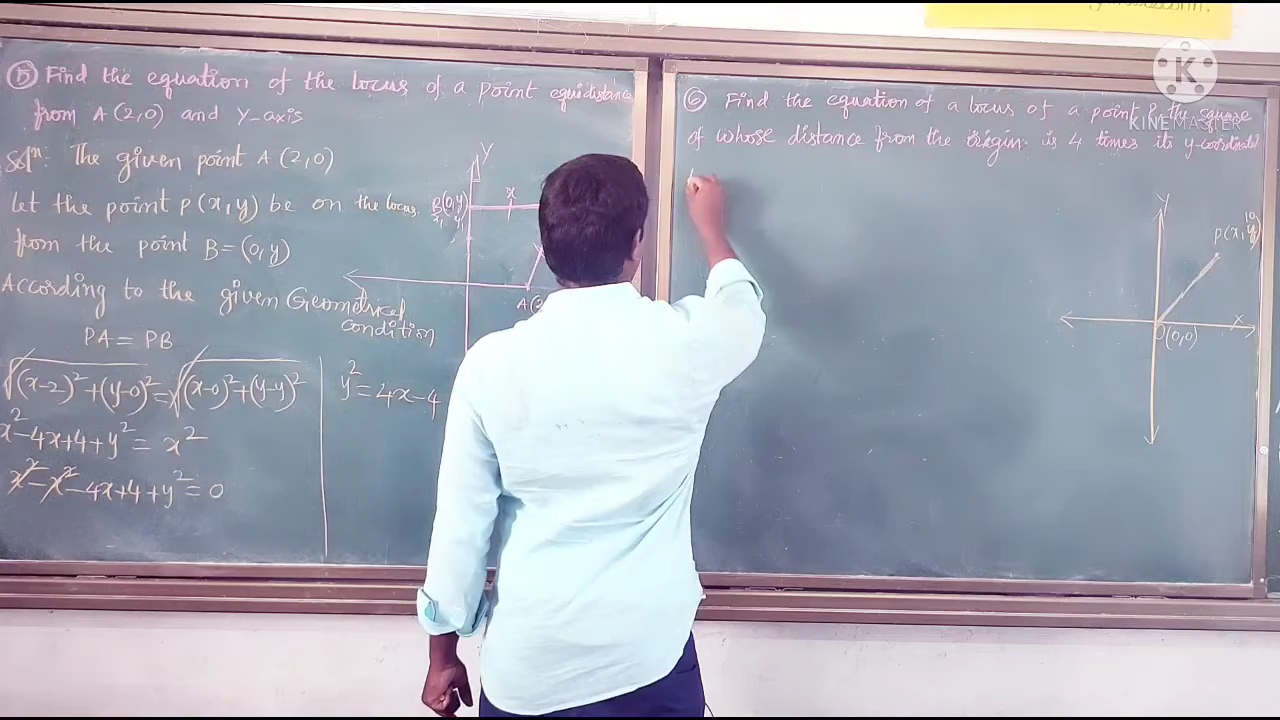 ⑤ Find the equation of the locus of a point equidistance
from A(2,0) and Y-axis
Solⁿ: The given point A(2,0)
Let the point P(x,y) be on the locus.
from the point B=(0,y)
According to the given Geometrical
condition
PA = PB
√(x-2)²+(y-0)² = √(x-0)²+(y-y)²
x²-4x+4+y² = x²
x²-x²-4x+4+y²=0
y²=4x-4
Y
B(0,y)
x
A(2
⑥ Find the equation of a locus of a point P, the square
of whose distance from the origin is 4 times its y-coordinate
Y
P(x,y)
X
O(0,0)
K
KINEMASTER